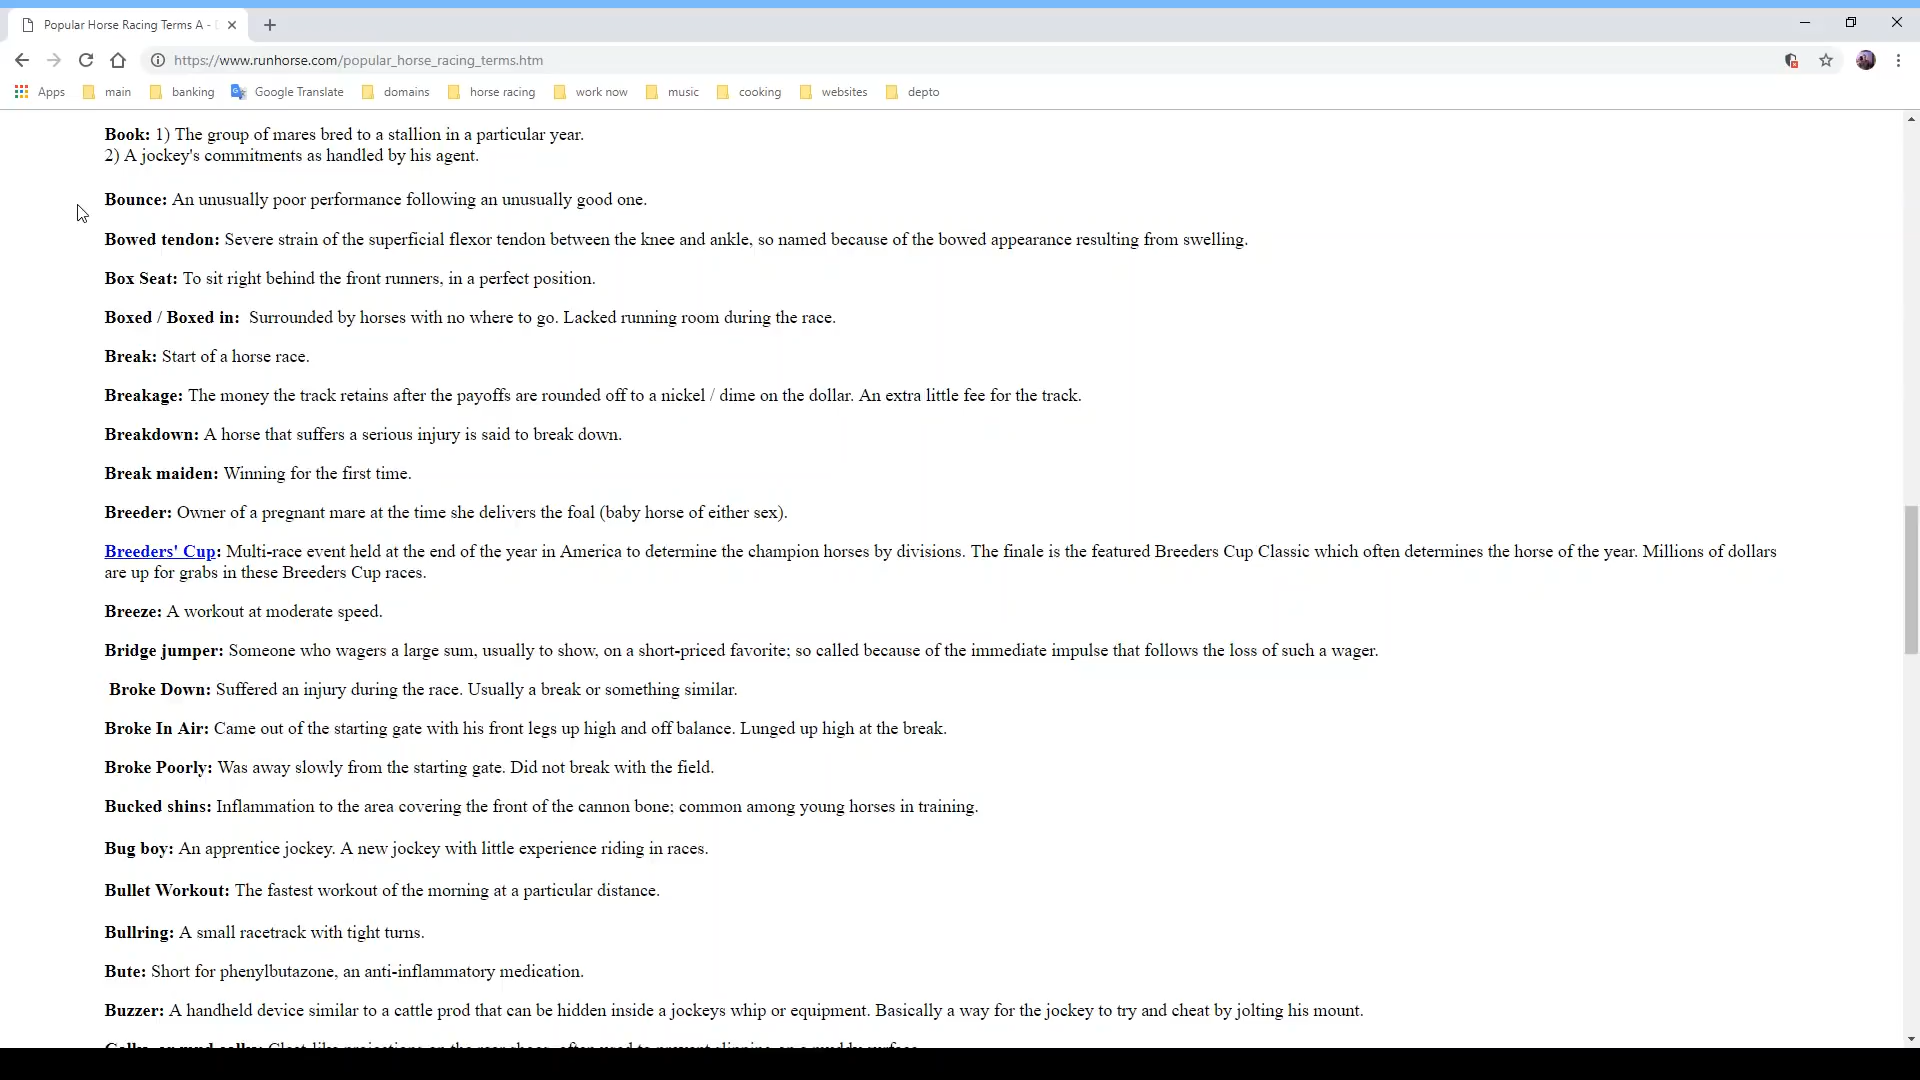 Popular Horse Racing Terms A -
https://www.runhorse.com/popular_horse_racing_terms.htm
Apps main banking Google Translate domains horse racing work now music cooking websites depto
Book: 1) The group of mares bred to a stallion in a particular year.
2) A jockey's commitments as handled by his agent.
Bounce: An unusually poor performance following an unusually good one.
Bowed tendon: Severe strain of the superficial flexor tendon between the knee and ankle, so named because of the bowed appearance resulting from swelling.
Box Seat: To sit right behind the front runners, in a perfect position.
Boxed / Boxed in: Surrounded by horses with no where to go. Lacked running room during the race.
Break: Start of a horse race.
Breakage: The money the track retains after the payoffs are rounded off to a nickel / dime on the dollar. An extra little fee for the track.
Breakdown: A horse that suffers a serious injury is said to break down.
Break maiden: Winning for the first time.
Breeder: Owner of a pregnant mare at the time she delivers the foal (baby horse of either sex).
Breeders' Cup: Multi-race event held at the end of the year in America to determine the champion horses by divisions. The finale is the featured Breeders Cup Classic which often determines the horse of the year. Millions of dollars
are up for grabs in these Breeders Cup races.
Breeze: A workout at moderate speed.
Bridge jumper: Someone who wagers a large sum, usually to show, on a short-priced favorite; so called because of the immediate impulse that follows the loss of such a wager.
Broke Down: Suffered an injury during the race. Usually a break or something similar.
Broke In Air: Came out of the starting gate with his front legs up high and off balance. Lunged up high at the break.
Broke Poorly: Was away slowly from the starting gate. Did not break with the field.
Bucked shins: Inflammation to the area covering the front of the cannon bone; common among young horses in training.
Bug boy: An apprentice jockey. A new jockey with little experience riding in races.
Bullet Workout: The fastest workout of the morning at a particular distance.
Bullring: A small racetrack with tight turns.
Bute: Short for phenylbutazone, an anti-inflammatory medication.
Buzzer: A handheld device similar to a cattle prod that can be hidden inside a jockeys whip or equipment. Basically a way for the jockey to try and cheat by jolting his mount.